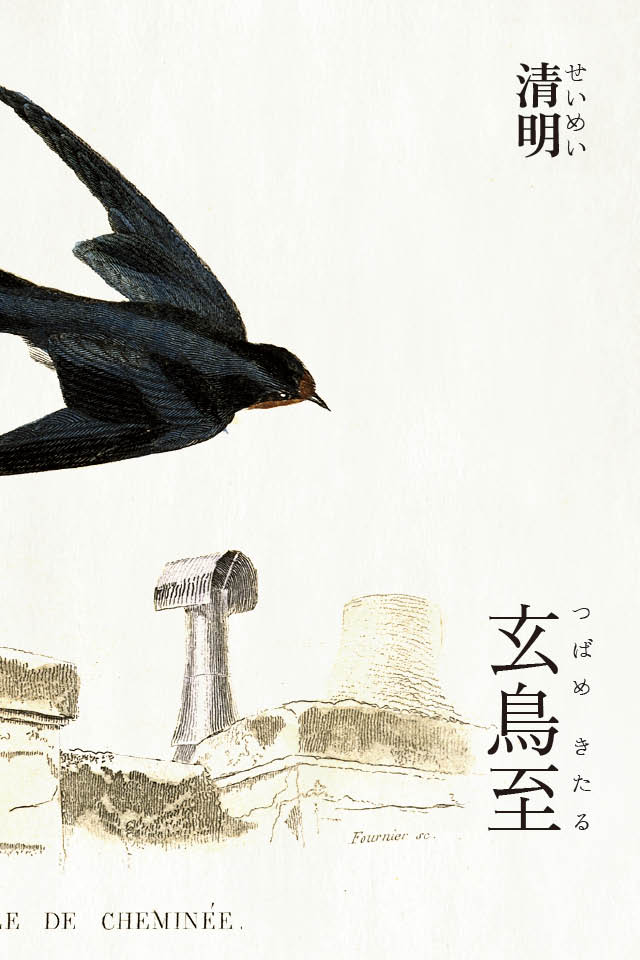 清明
せいめい
玄鳥至
つばめ きたる
Fournier sc.
LE DE CHEMINÉE.